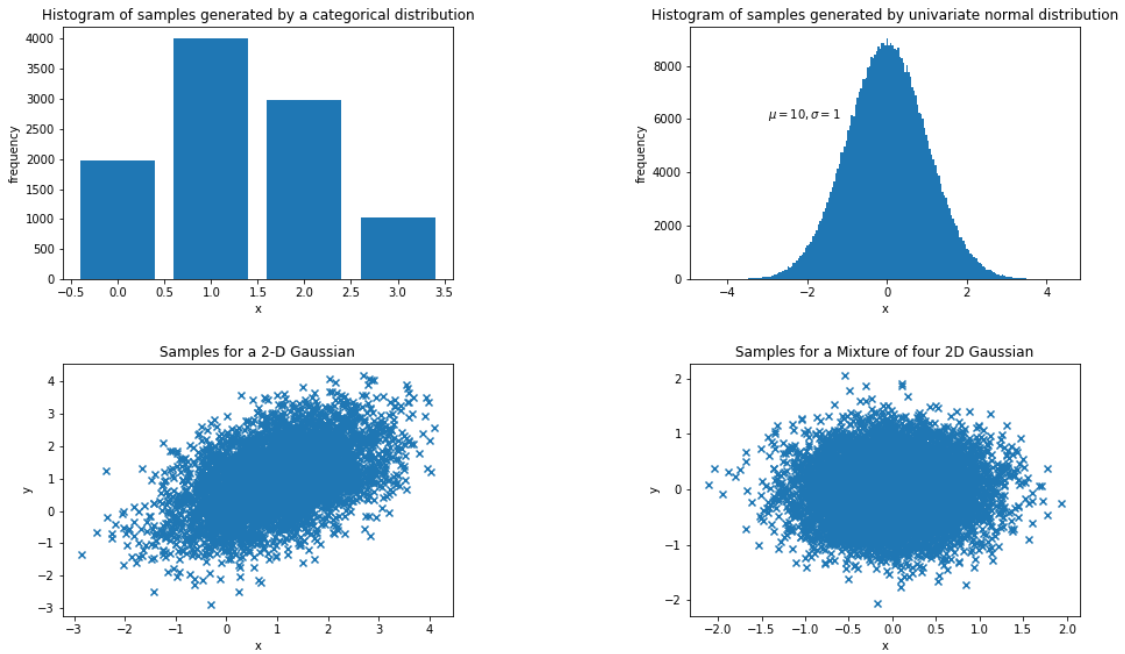 Histogram of samples generated by a categorical distribution
4000
3500
3000
2500
2000
1500
1000
500
0
frequency
−0.5 0.0 0.5 1.0 1.5 2.0 2.5 3.0 3.5
x
Histogram of samples generated by univariate normal distribution
8000
6000
4000
2000
0
frequency
μ = 10, σ = 1
−4 −2 0 2 4
x
Samples for a 2-D Gaussian
4
3
2
1
0
−1
−2
−3
y
−3 −2 −1 0 1 2 3 4
x
Samples for a Mixture of four 2D Gaussian
2
1
0
−1
−2
y
−2.0 −1.5 −1.0 −0.5 0.0 0.5 1.0 1.5 2.0
x